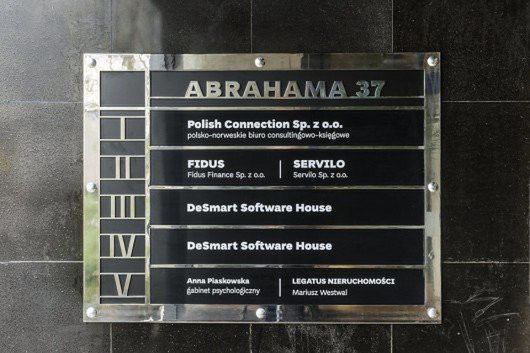 ABRAHAMA 37
I
Polish Connection Sp. z o.o.
polsko-norweskie biuro consultingowo-księgowe
II
FIDUS
Fidus Finance Sp. z o.o.
SERVILO
Servilo Sp. z o.o.
III
DeSmart Software House
IV
DeSmart Software House
V
Anna Piaskowska
gabinet psychologiczny
LEGATUS NIERUCHOMOŚCI
Mariusz Westwal